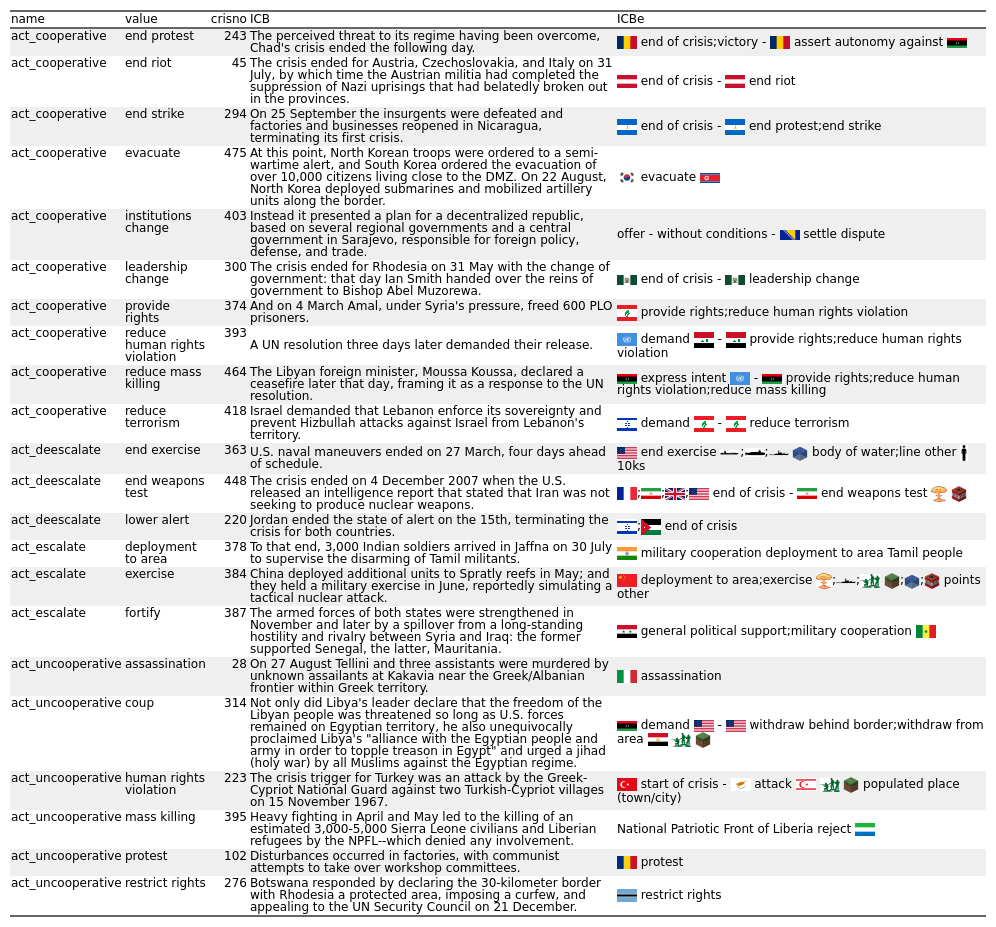 name value crisno ICB ICBe
act_cooperative end protest 243 The perceived threat to its regime having been overcome, Chad's crisis ended the following day. end of crisis;victory - assert autonomy against
act_cooperative end riot 45 The crisis ended for Austria, Czechoslovakia, and Italy on 31 July, by which time the Austrian militia had completed the suppression of Nazi uprisings that had belatedly broken out in the provinces. end of crisis - end riot
act_cooperative end strike 294 On 25 September the insurgents were defeated and factories and businesses reopened in Nicaragua, terminating its first crisis. end of crisis - end protest;end strike
act_cooperative evacuate 475 At this point, North Korean troops were ordered to a semi-wartime alert, and South Korea ordered the evacuation of over 10,000 citizens living close to the DMZ. On 22 August, North Korea deployed submarines and mobilized artillery units along the border. evacuate
act_cooperative institutions change 403 Instead it presented a plan for a decentralized republic, based on several regional governments and a central government in Sarajevo, responsible for foreign policy, defense, and trade. offer - without conditions - settle dispute
act_cooperative leadership change 300 The crisis ended for Rhodesia on 31 May with the change of government: that day Ian Smith handed over the reins of government to Bishop Abel Muzorewa. end of crisis - leadership change
act_cooperative provide rights 374 And on 4 March Amal, under Syria's pressure, freed 600 PLO prisoners. provide rights;reduce human rights violation
act_cooperative reduce human rights violation 393 A UN resolution three days later demanded their release. demand - provide rights;reduce human rights violation
act_cooperative reduce mass killing 464 The Libyan foreign minister, Moussa Koussa, declared a ceasefire later that day, framing it as a response to the UN resolution. express intent - provide rights;reduce human rights violation;reduce mass killing
act_cooperative reduce terrorism 418 Israel demanded that Lebanon enforce its sovereignty and prevent Hizbullah attacks against Israel from Lebanon's territory. demand - reduce terrorism
act_deescalate end exercise 363 U.S. naval maneuvers ended on 27 March, four days ahead of schedule. end exercise ; ; body of water;line other 10ks
act_deescalate end weapons test 448 The crisis ended on 4 December 2007 when the U.S. released an intelligence report that stated that Iran was not seeking to produce nuclear weapons. ; ; ; end of crisis - end weapons test
act_deescalate lower alert 220 Jordan ended the state of alert on the 15th, terminating the crisis for both countries. ; end of crisis
act_escalate deployment to area 378 To that end, 3,000 Indian soldiers arrived in Jaffna on 30 July to supervise the disarming of Tamil militants. military cooperation deployment to area Tamil people
act_escalate exercise 384 China deployed additional units to Spratly reefs in May; and they held a military exercise in June, reportedly simulating a tactical nuclear attack. deployment to area;exercise ; ; ; ; points other
act_escalate fortify 387 The armed forces of both states were strengthened in November and later by a spillover from a long-standing hostility and rivalry between Syria and Iraq: the former supported Senegal, the latter, Mauritania. general political support;military cooperation
act_uncooperative assassination 28 On 27 August Tellini and three assistants were murdered by unknown assailants at Kakavia near the Greek/Albanian frontier within Greek territory. assassination
act_uncooperative coup 314 Not only did Libya's leader declare that the freedom of the Libyan people was threatened so long as U.S. forces remained on Egyptian territory, he also unequivocally proclaimed Libya's "alliance with the Egyptian people and army in order to topple treason in Egypt" and urged a jihad (holy war) by all Muslims against the Egyptian regime. demand - withdraw behind border;withdraw from area
act_uncooperative human rights violation 223 The crisis trigger for Turkey was an attack by the Greek-Cypriot National Guard against two Turkish-Cypriot villages on 15 November 1967. start of crisis - attack populated place (town/city)
act_uncooperative mass killing 395 Heavy fighting in April and May led to the killing of an estimated 3,000-5,000 Sierra Leone civilians and Liberian refugees by the NPFL--which denied any involvement. National Patriotic Front of Liberia reject
act_uncooperative protest 102 Disturbances occurred in factories, with communist attempts to take over workshop committees. protest
act_uncooperative restrict rights 276 Botswana responded by declaring the 30-kilometer border with Rhodesia a protected area, imposing a curfew, and appealing to the UN Security Council on 21 December. restrict rights